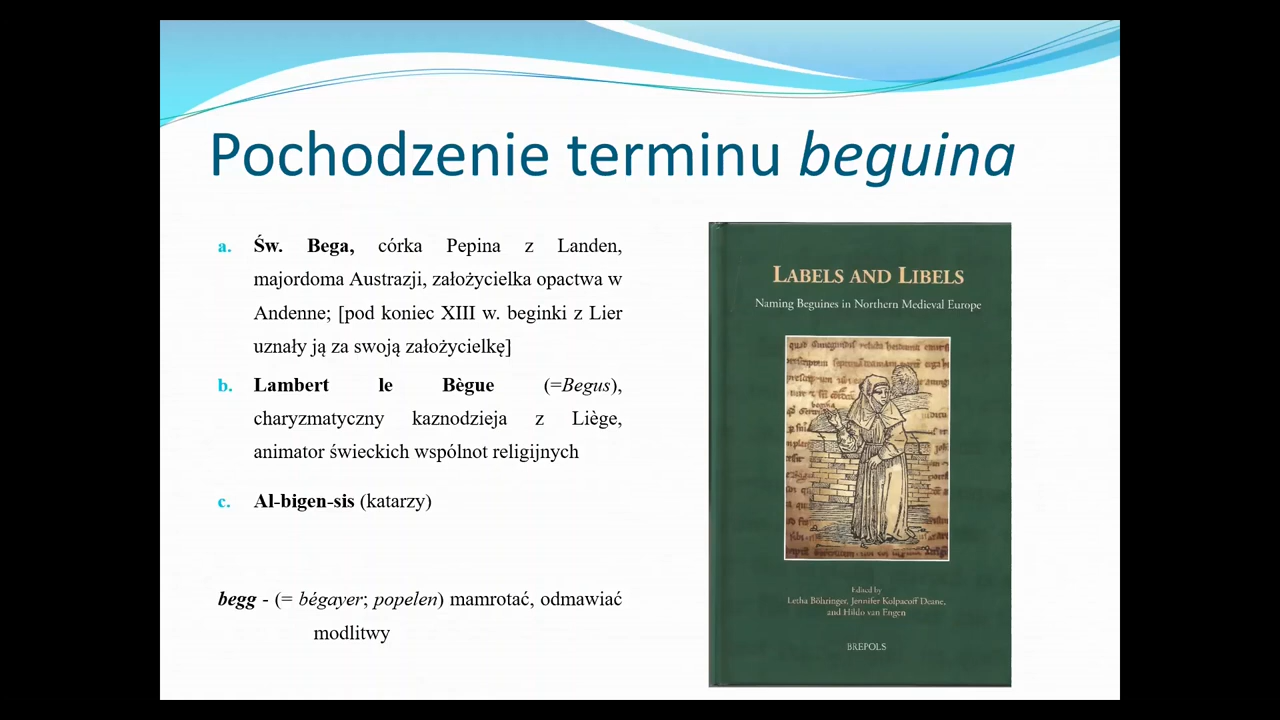 Pochodzenie terminu beguina
a. Św. Bega, córka Pepina z Landen,
majordoma Austrazji, założycielka opactwa w
Andenne; [pod koniec XIII w. beginki z Lier
uznały ją za swoją założycielkę]
b. Lambert le Bègue (=Begus),
charyzmatyczny kaznodzieja z Liège,
animator świeckich wspólnot religijnych
c. Al-bigen-sis (katarzy)
begg - (= bégayer; popelen) mamrotać, odmawiać
modlitwy
LABELS AND LIBELS
Naming Beguines in Northern Medieval Europe
Edited by
Letha Böhringer, Jennifer Kolpacoff Deane,
and Hildo van Engen
BREPOLS